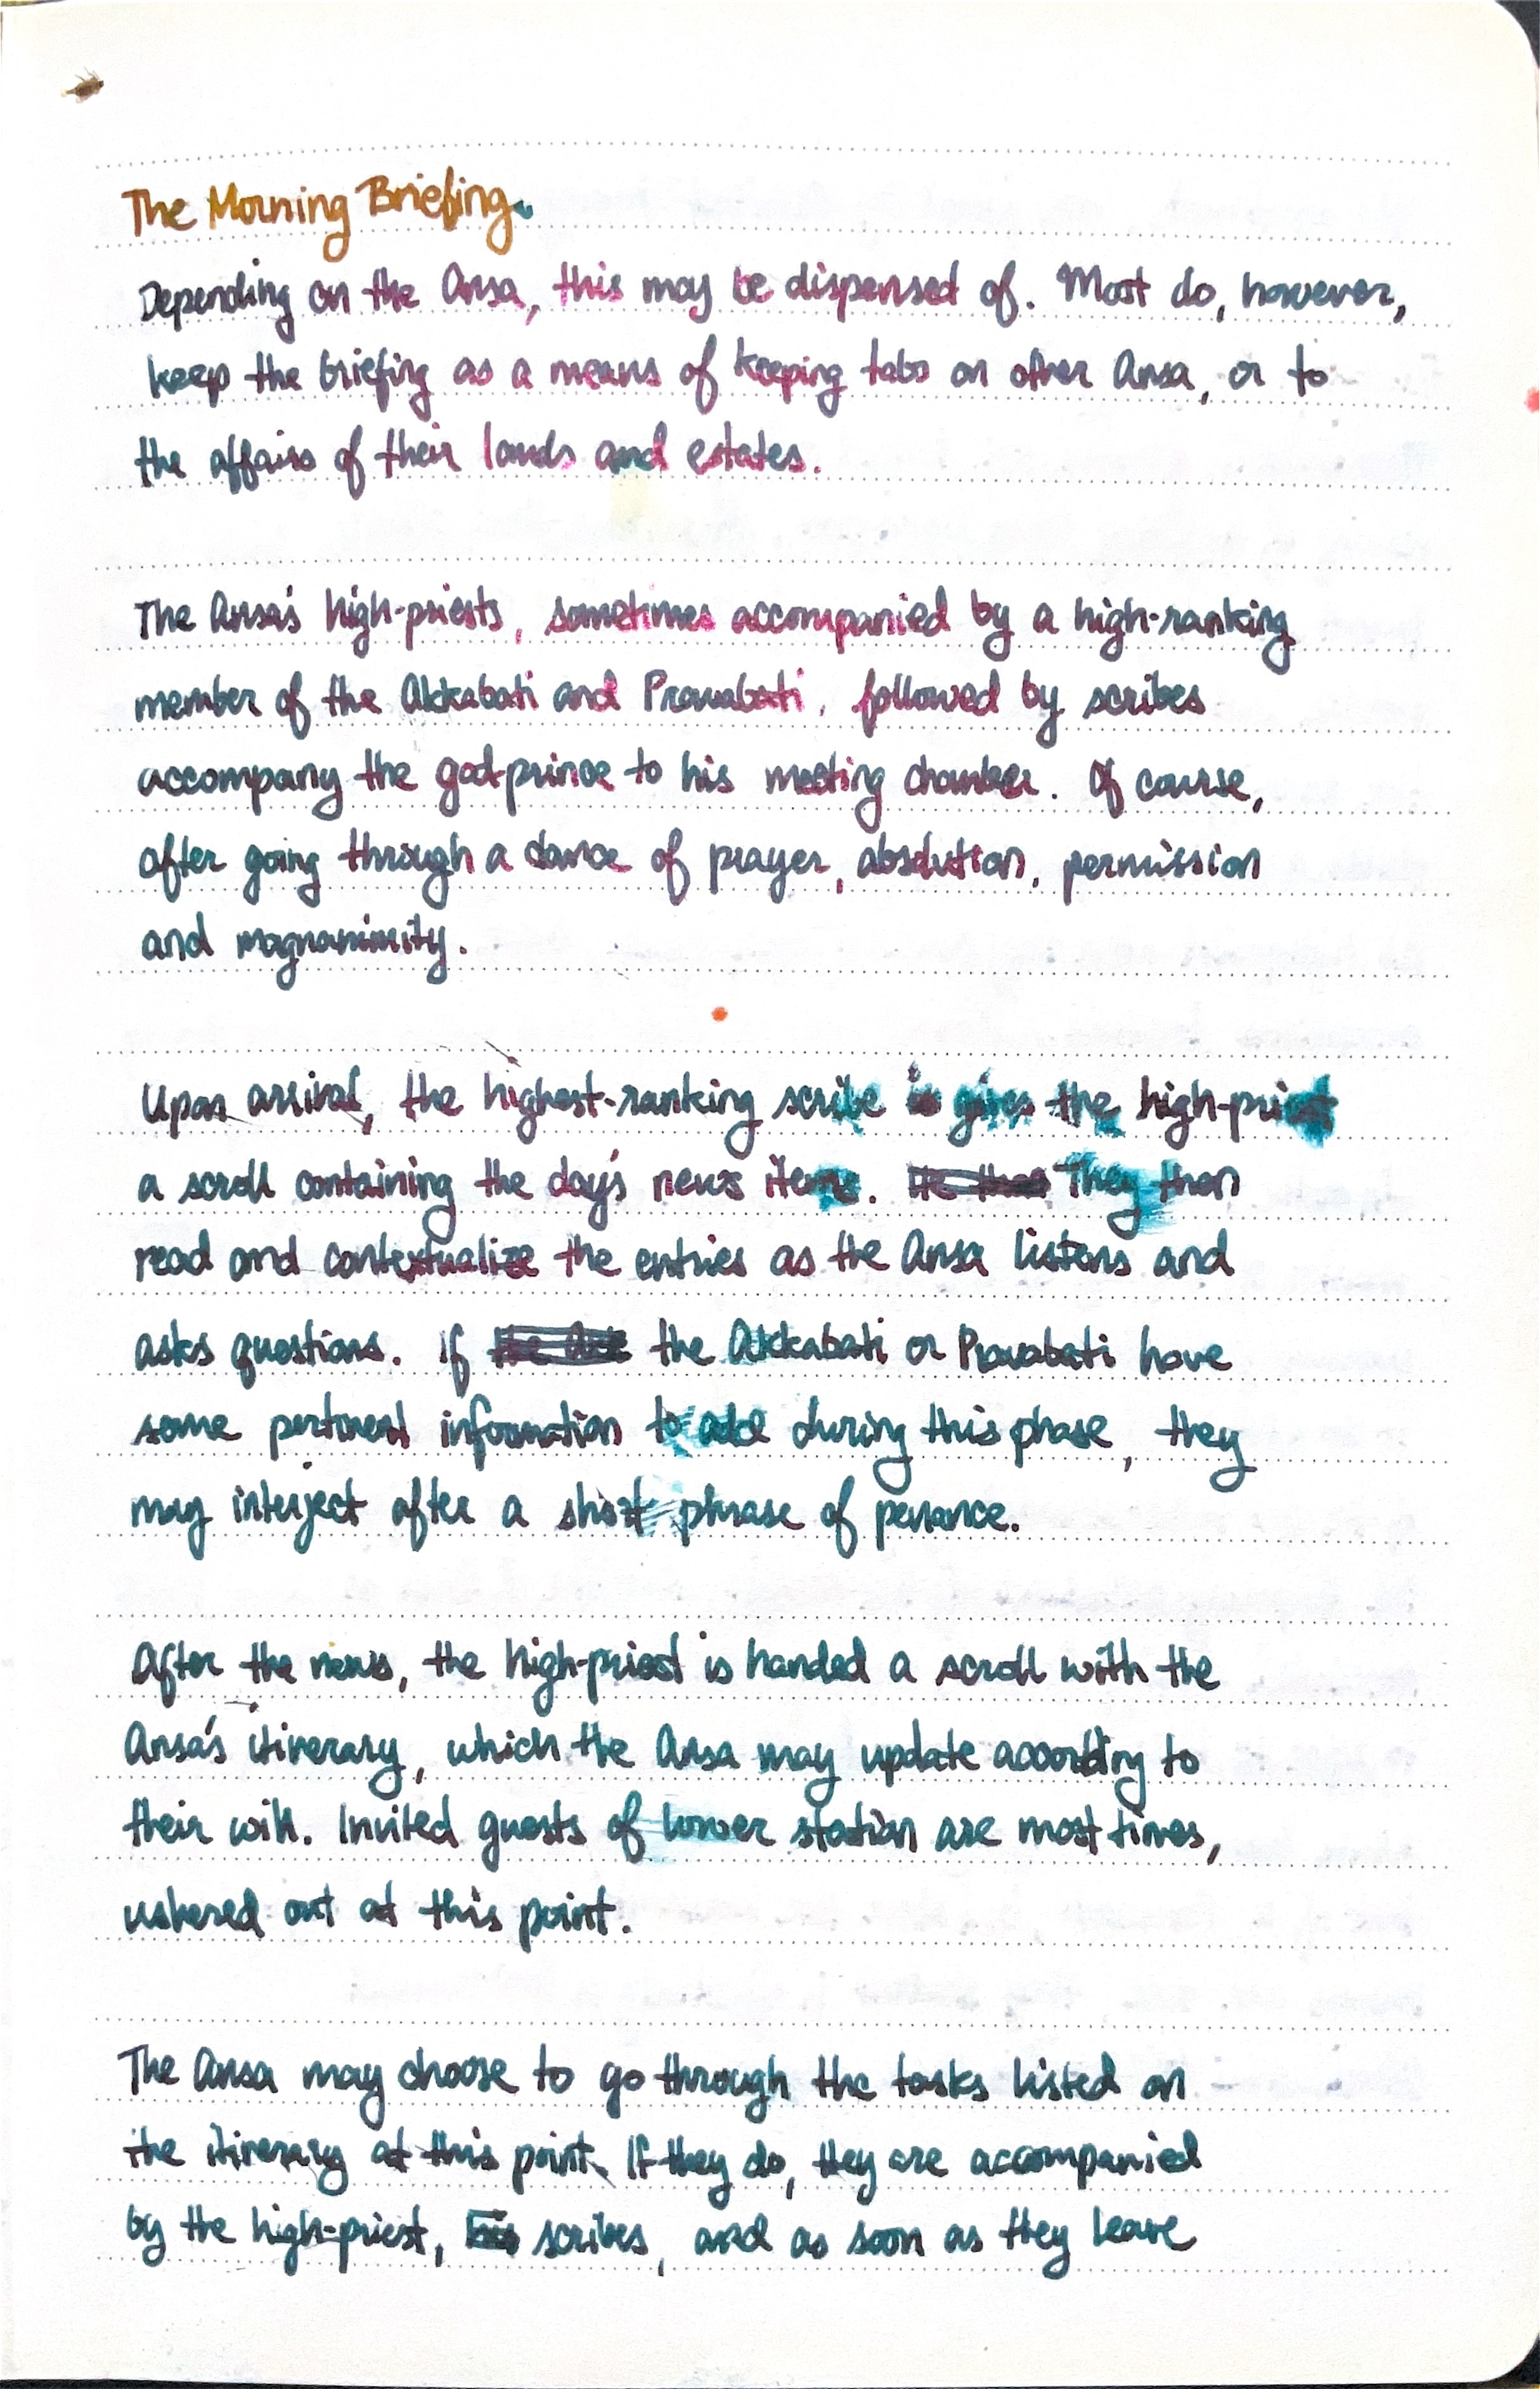 The Morning Briefing.
Depending on the Ansa, this may be dispensed of. Most do, however,
keep the briefing as a means of keeping tabs on other Ansa, or to
the affairs of their lands and estates.
The Ansa's high-priests, sometimes accompanied by a high-ranking
member of the Akkabati and Pravabati, followed by scribes
accompany the god-prince to his meeting chamber. Of course,
after going through a dance of prayer, absolution, permission
and magnanimity.
Upon arrival, the highest-ranking scribe gives the high-priest
a scroll containing the day's news items. They then
read and contextualize the entries as the Ansa listens and
asks questions. If the Akkabati or Pravabati have
some pertinent information to add during this phase, they
may interject after a short phrase of penance.
After the news, the high-priest is handed a scroll with the
Ansa's itinerary, which the Ansa may update according to
their will. Invited guests of lower station are most times,
ushered out at this point.
The Ansa may choose to go through the tasks listed on
the itinerary at this point. If they do, they are accompanied
by the high-priest, scribes, and as soon as they leave